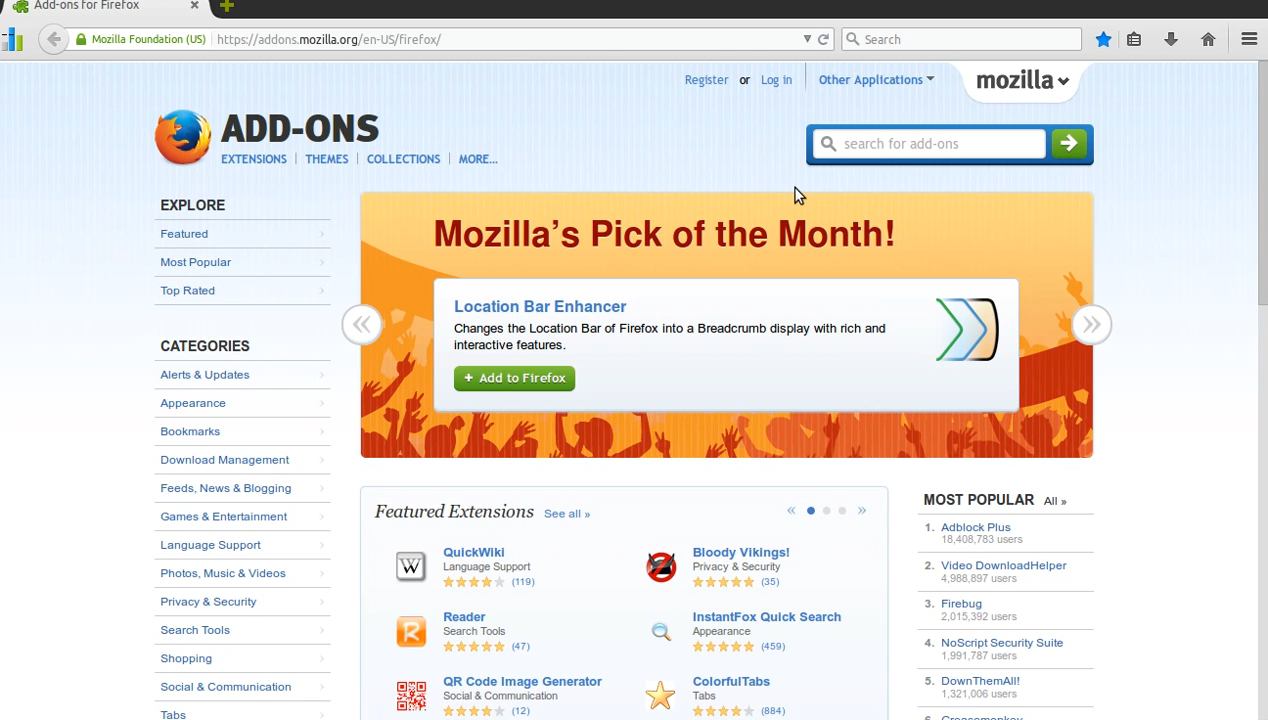 Add-ons for Firefox
Mozilla Foundation (US) https://addons.mozilla.org/en-US/firefox/ Search
Register or Log in Other Applications mozilla
ADD-ONS
EXTENSIONS THEMES COLLECTIONS MORE...
search for add-ons
EXPLORE
Featured
Most Popular
Top Rated
CATEGORIES
Alerts & Updates
Appearance
Bookmarks
Download Management
Feeds, News & Blogging
Games & Entertainment
Language Support
Photos, Music & Videos
Privacy & Security
Search Tools
Shopping
Social & Communication
Tabs
Mozilla's Pick of the Month!
Location Bar Enhancer
Changes the Location Bar of Firefox into a Breadcrumb display with rich and
interactive features.
+ Add to Firefox
Featured Extensions See all »
« »
QuickWiki
Language Support
(119)
Bloody Vikings!
Privacy & Security
(35)
Reader
Search Tools
(47)
InstantFox Quick Search
Appearance
(459)
QR Code Image Generator
Social & Communication
(12)
ColorfulTabs
Tabs
(884)
MOST POPULAR All »
1. Adblock Plus
18,408,783 users
2. Video DownloadHelper
4,988,897 users
3. Firebug
2,015,392 users
4. NoScript Security Suite
1,991,787 users
5. DownThemAll!
1,321,006 users
6. Greasemonkey